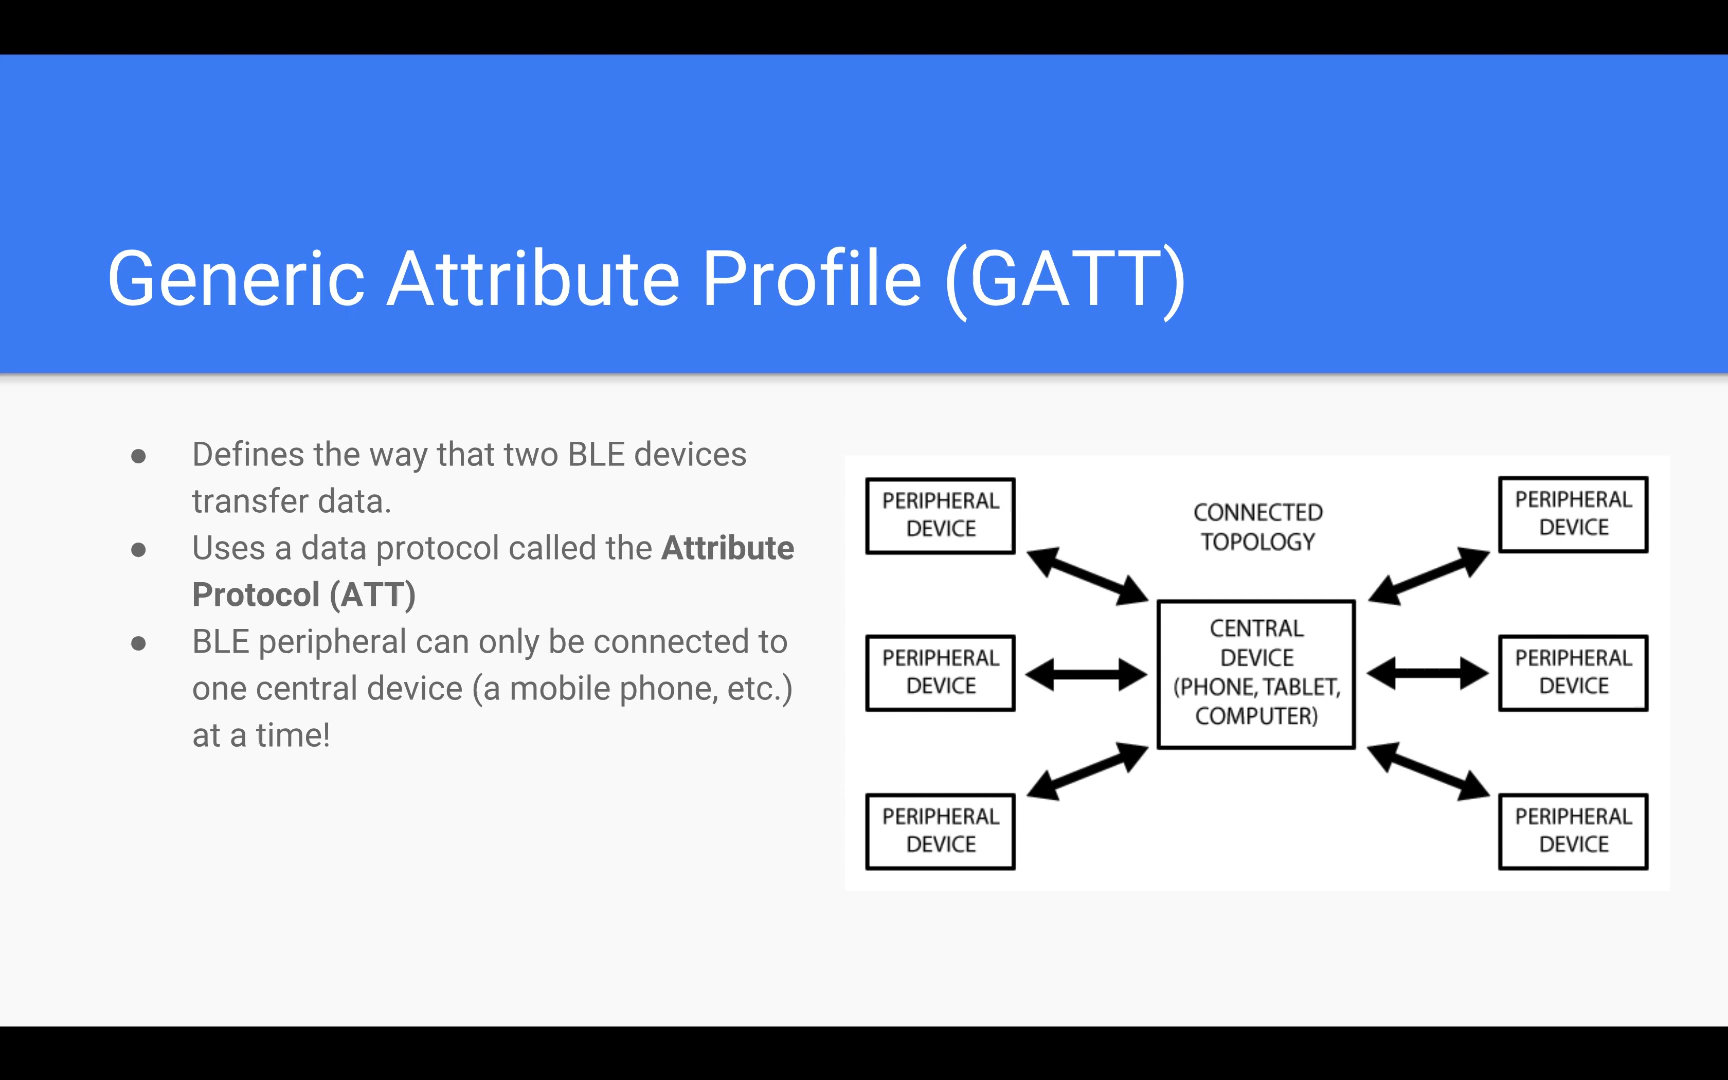 Generic Attribute Profile (GATT)
● Defines the way that two BLE devices
transfer data.
● Uses a data protocol called the Attribute
Protocol (ATT)
● BLE peripheral can only be connected to
one central device (a mobile phone, etc.)
at a time!
PERIPHERAL
DEVICE
CONNECTED
TOPOLOGY
PERIPHERAL
DEVICE
PERIPHERAL
DEVICE
CENTRAL
DEVICE
(PHONE, TABLET,
COMPUTER)
PERIPHERAL
DEVICE
PERIPHERAL
DEVICE
PERIPHERAL
DEVICE